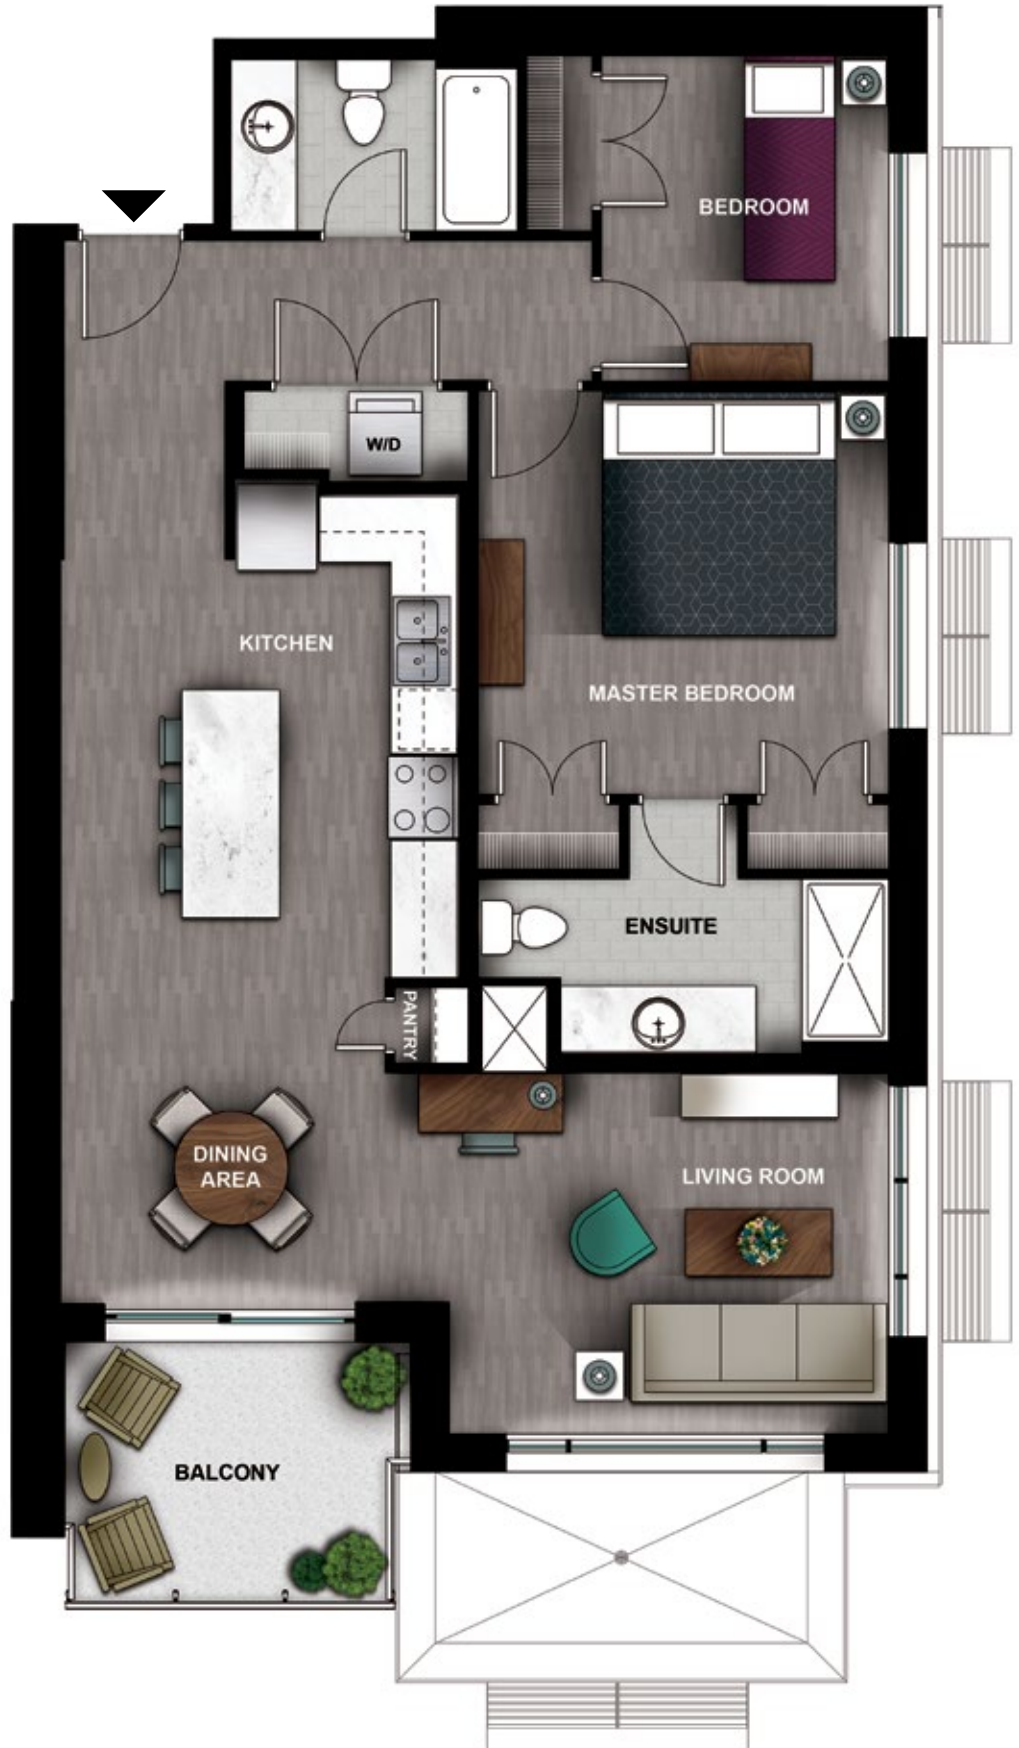 BEDROOM
W/D
KITCHEN
MASTER BEDROOM
ENSUITE
PANTRY
DINING
AREA
LIVING ROOM
BALCONY